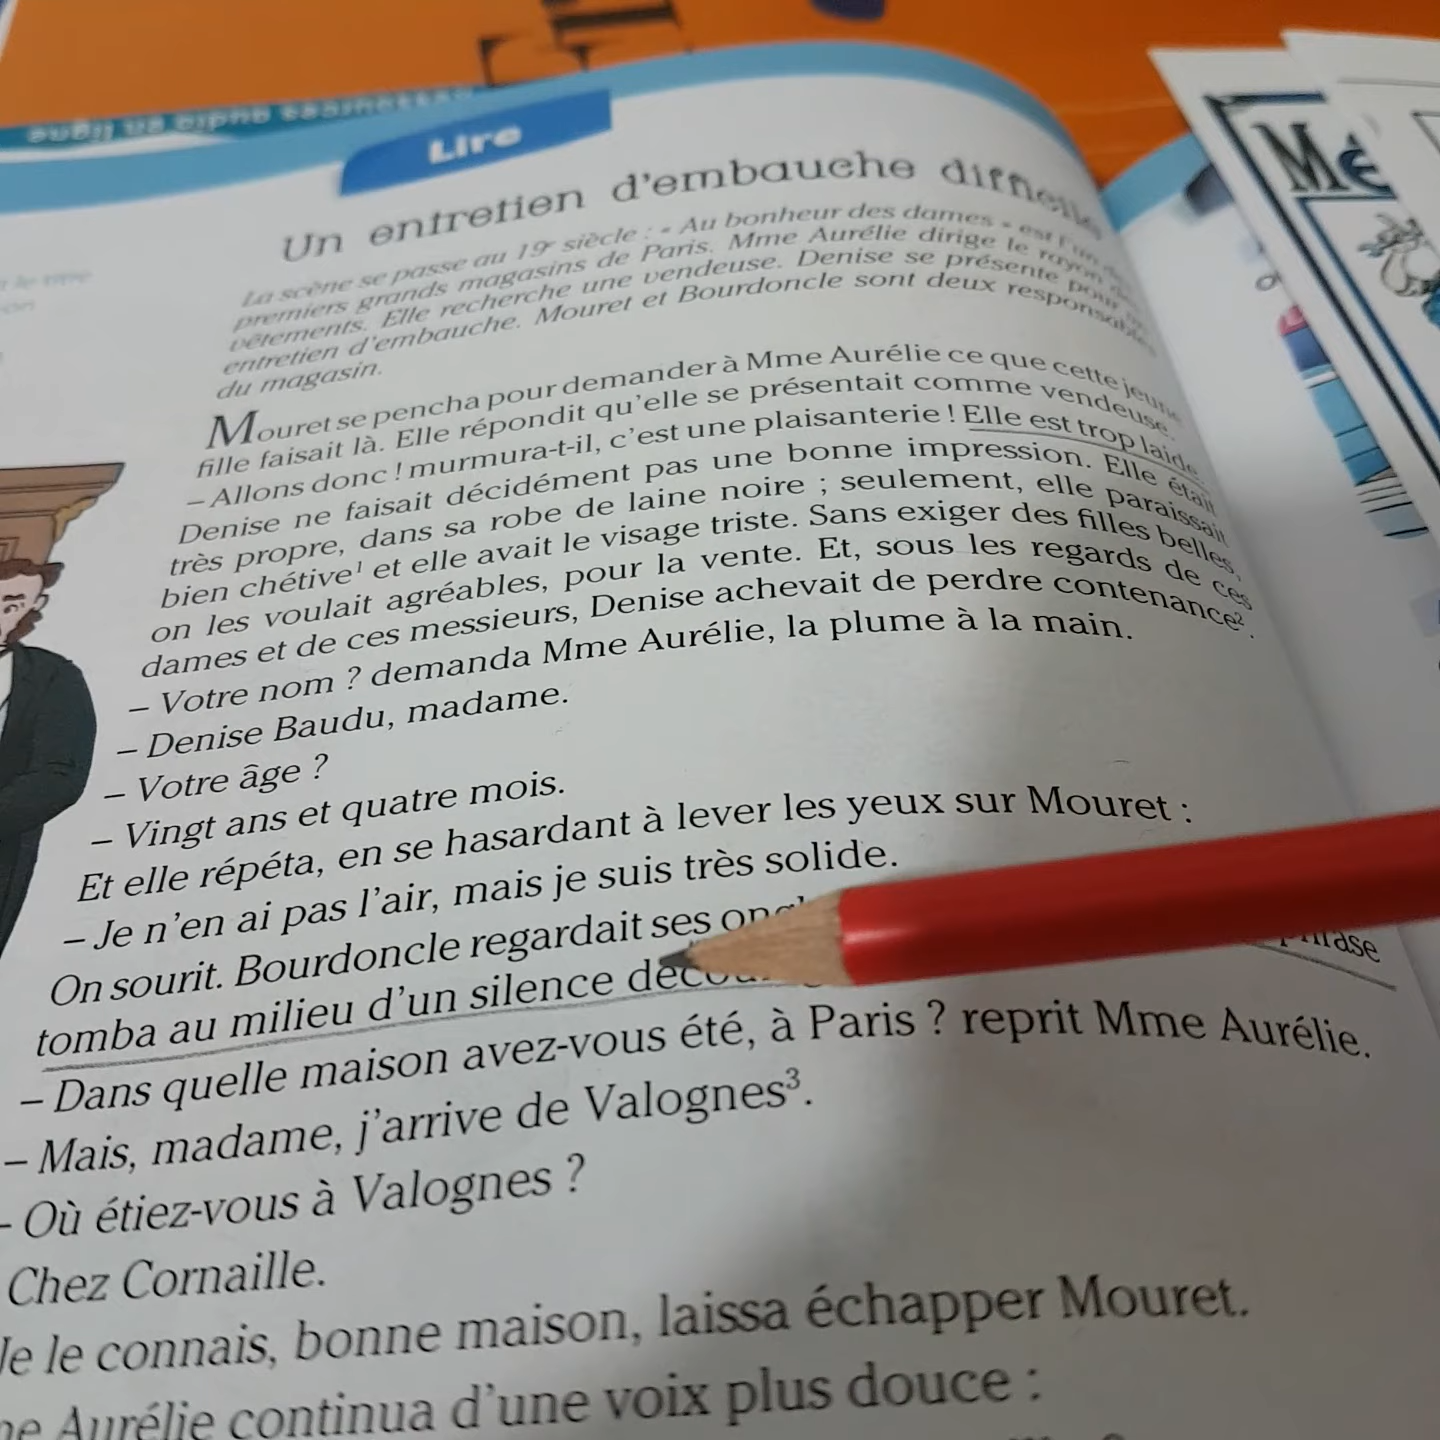 ressources audio en ligne
Lire
Un entretien d'embauche difficile
La scène se passe au 19e siècle : « Au bonheur des dames » est l'un des
premiers grands magasins de Paris. Mme Aurélie dirige le rayon des
vêtements. Elle recherche une vendeuse. Denise se présente pour
entretien d'embauche. Mouret et Bourdoncle sont deux responsables
du magasin.
Mouret se pencha pour demander à Mme Aurélie ce que cette jeune
fille faisait là. Elle répondit qu'elle se présentait comme vendeuse.
– Allons donc ! murmura-t-il, c'est une plaisanterie ! Elle est trop laide.
Denise ne faisait décidément pas une bonne impression. Elle était
très propre, dans sa robe de laine noire ; seulement, elle paraissait
bien chétive¹ et elle avait le visage triste. Sans exiger des filles belles,
on les voulait agréables, pour la vente. Et, sous les regards de ces
dames et de ces messieurs, Denise achevait de perdre contenance².
– Votre nom ? demanda Mme Aurélie, la plume à la main.
– Denise Baudu, madame.
– Votre âge ?
– Vingt ans et quatre mois.
Et elle répéta, en se hasardant à lever les yeux sur Mouret :
– Je n'en ai pas l'air, mais je suis très solide.
On sourit. Bourdoncle regardait ses phrase
tomba au milieu d'un silence
– Dans quelle maison avez-vous été, à Paris ? reprit Mme Aurélie.
– Mais, madame, j'arrive de Valognes³.
– Où étiez-vous à Valognes ?
Chez Cornaille.
Je le connais, bonne maison, laissa échapper Mouret.
Aurélie continua d'une voix plus douce :
Mé